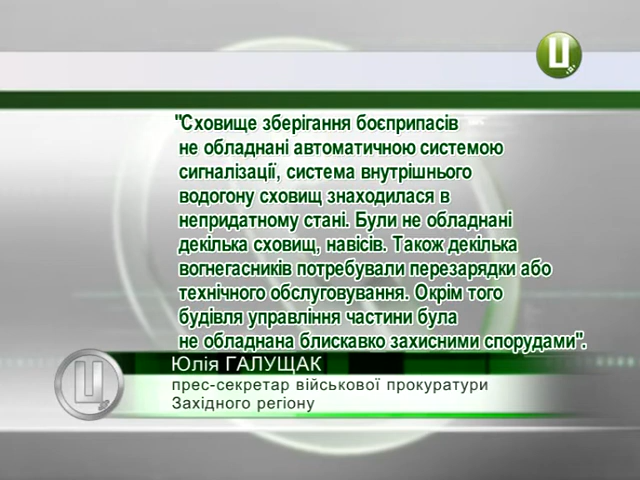 Ц
"Сховище зберігання боєприпасів
не обладнані автоматичною системою
сигналізації, система внутрішнього
водогону сховищ знаходилася в
непридатному стані. Були не обладнані
декілька сховищ, навісів. Також декілька
вогнегасників потребували перезарядки або
технічного обслуговування. Окрім того
будівля управління частини була
не обладнана блискавко захисними спорудами".
Юлія ГАЛУЩАК
прес-секретар військової прокуратури
Західного регіону
Ц